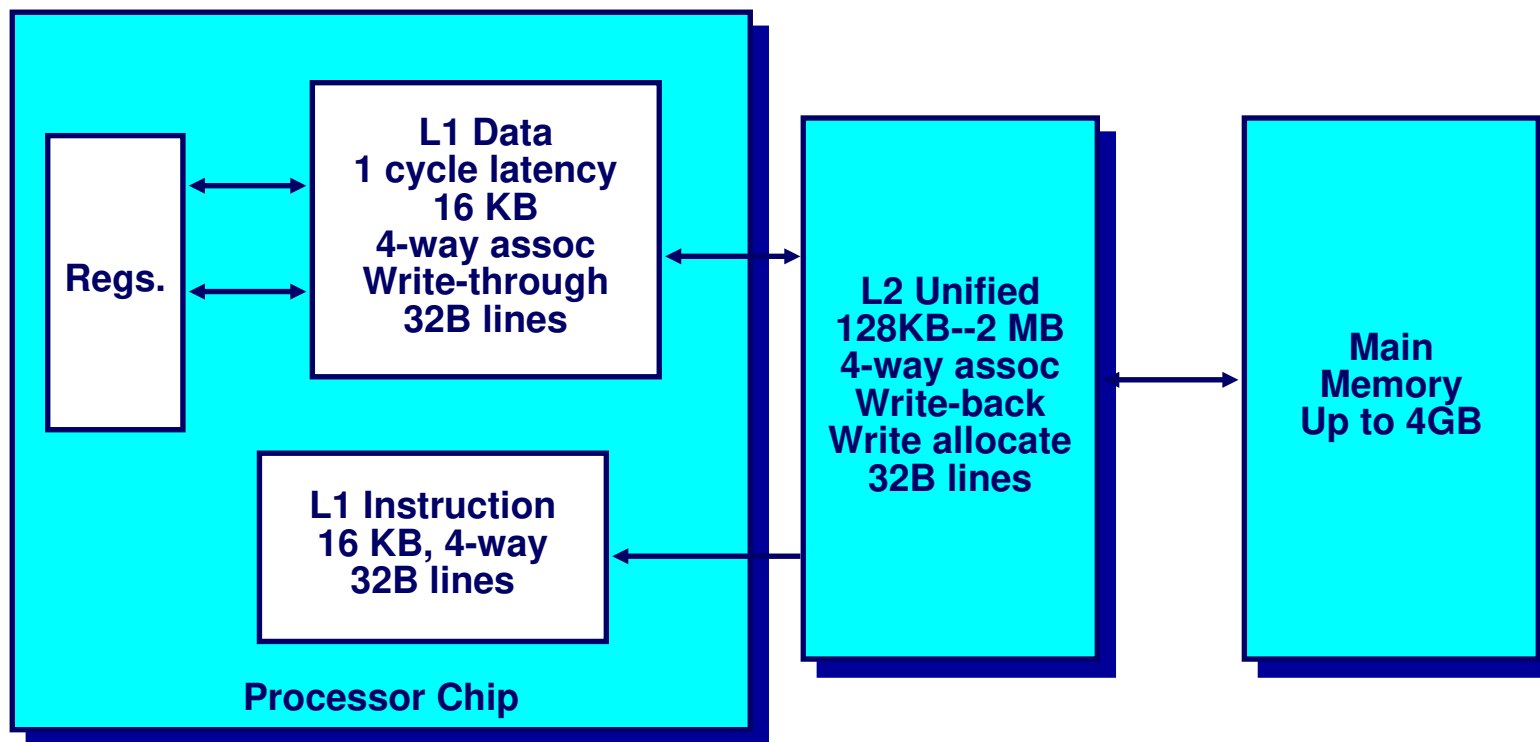 Regs.
L1 Data
1 cycle latency
16 KB
4-way assoc
Write-through
32B lines
L1 Instruction
16 KB, 4-way
32B lines
Processor Chip
L2 Unified
128KB--2 MB
4-way assoc
Write-back
Write allocate
32B lines
Main
Memory
Up to 4GB